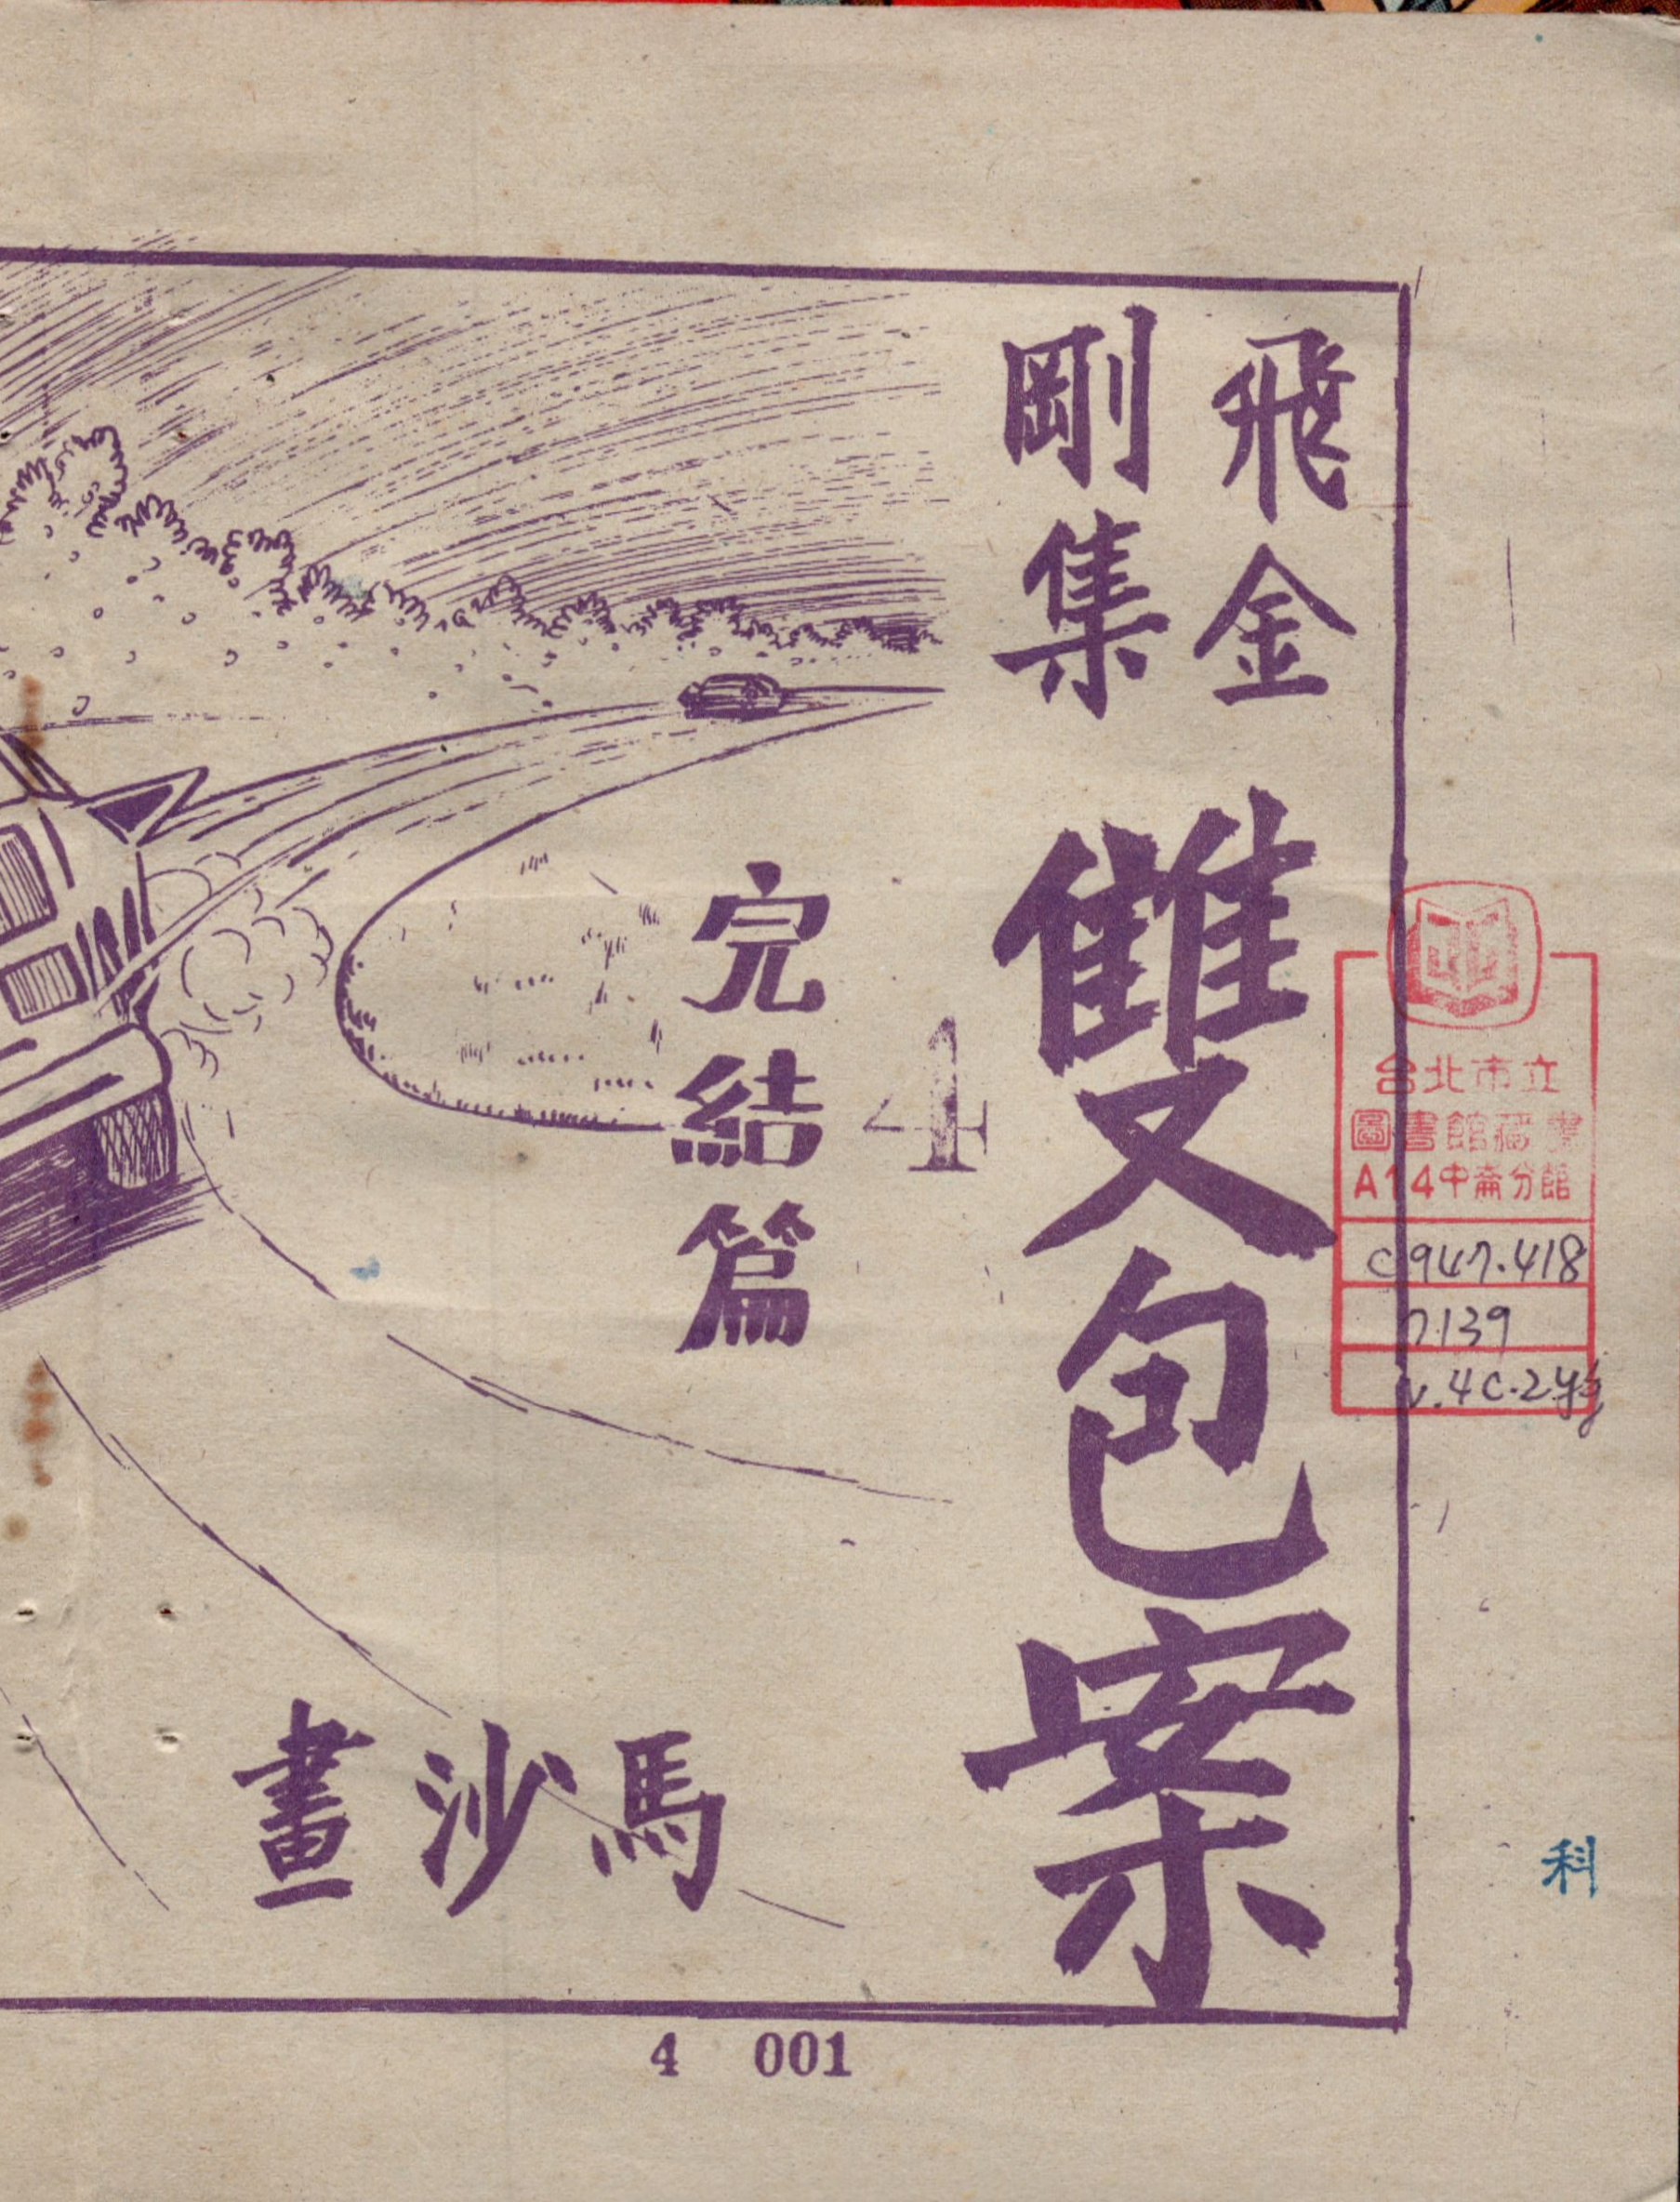 飛金
剛集
雙包案
4
完結篇
馬沙畫
台北市立
圖書館藏書
A14中崙分館
C947.418
7139
v.4 C.2
科
4 001